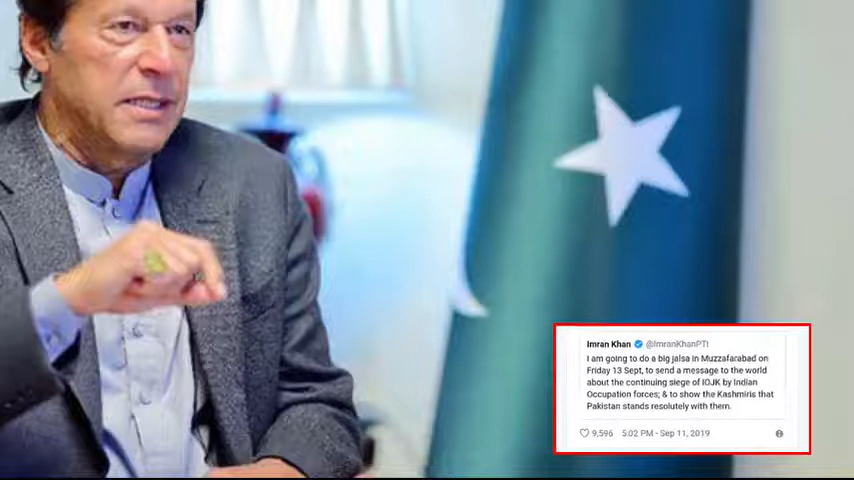 Imran Khan @ImranKhanPTI
I am going to do a big jalsa in Muzzafarabad on
Friday 13 Sept, to send a message to the world
about the continuing siege of IOJK by Indian
Occupation forces; & to show the Kashmiris that
Pakistan stands resolutely with them.
9,596 5:02 PM - Sep 11, 2019